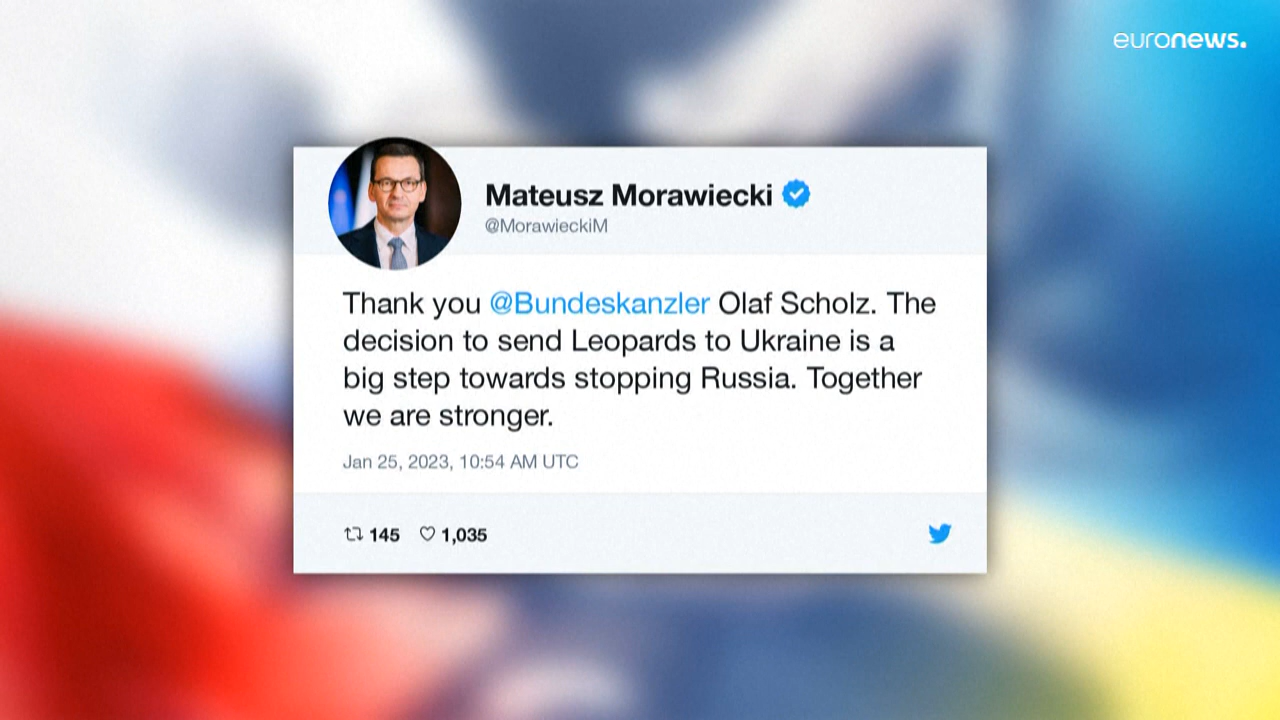 euronews.
Mateusz Morawiecki
@MorawieckiM
Thank you @Bundeskanzler Olaf Scholz. The
decision to send Leopards to Ukraine is a
big step towards stopping Russia. Together
we are stronger.
Jan 25, 2023, 10:54 AM UTC
145 1,035